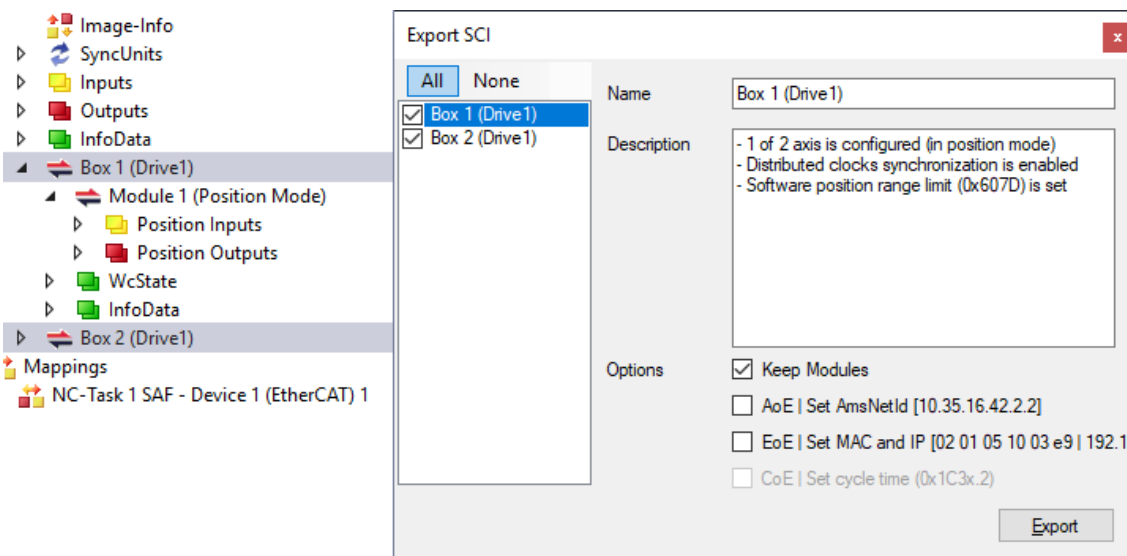 Image-Info
SyncUnits
Inputs
Outputs
InfoData
Box 1 (Drive1)
Module 1 (Position Mode)
Position Inputs
Position Outputs
WcState
InfoData
Box 2 (Drive1)
Mappings
NC-Task 1 SAF - Device 1 (EtherCAT) 1
Export SCI
x
All None
Box 1 (Drive1)
Box 2 (Drive1)
Name
Box 1 (Drive1)
Description
- 1 of 2 axis is configured (in position mode)
- Distributed clocks synchronization is enabled
- Software position range limit (0x607D) is set
Options
Keep Modules
AoE | Set AmsNetId [10.35.16.42.2.2]
EoE | Set MAC and IP [02 01 05 10 03 e9 | 192.1
CoE | Set cycle time (0x1C3x.2)
Export